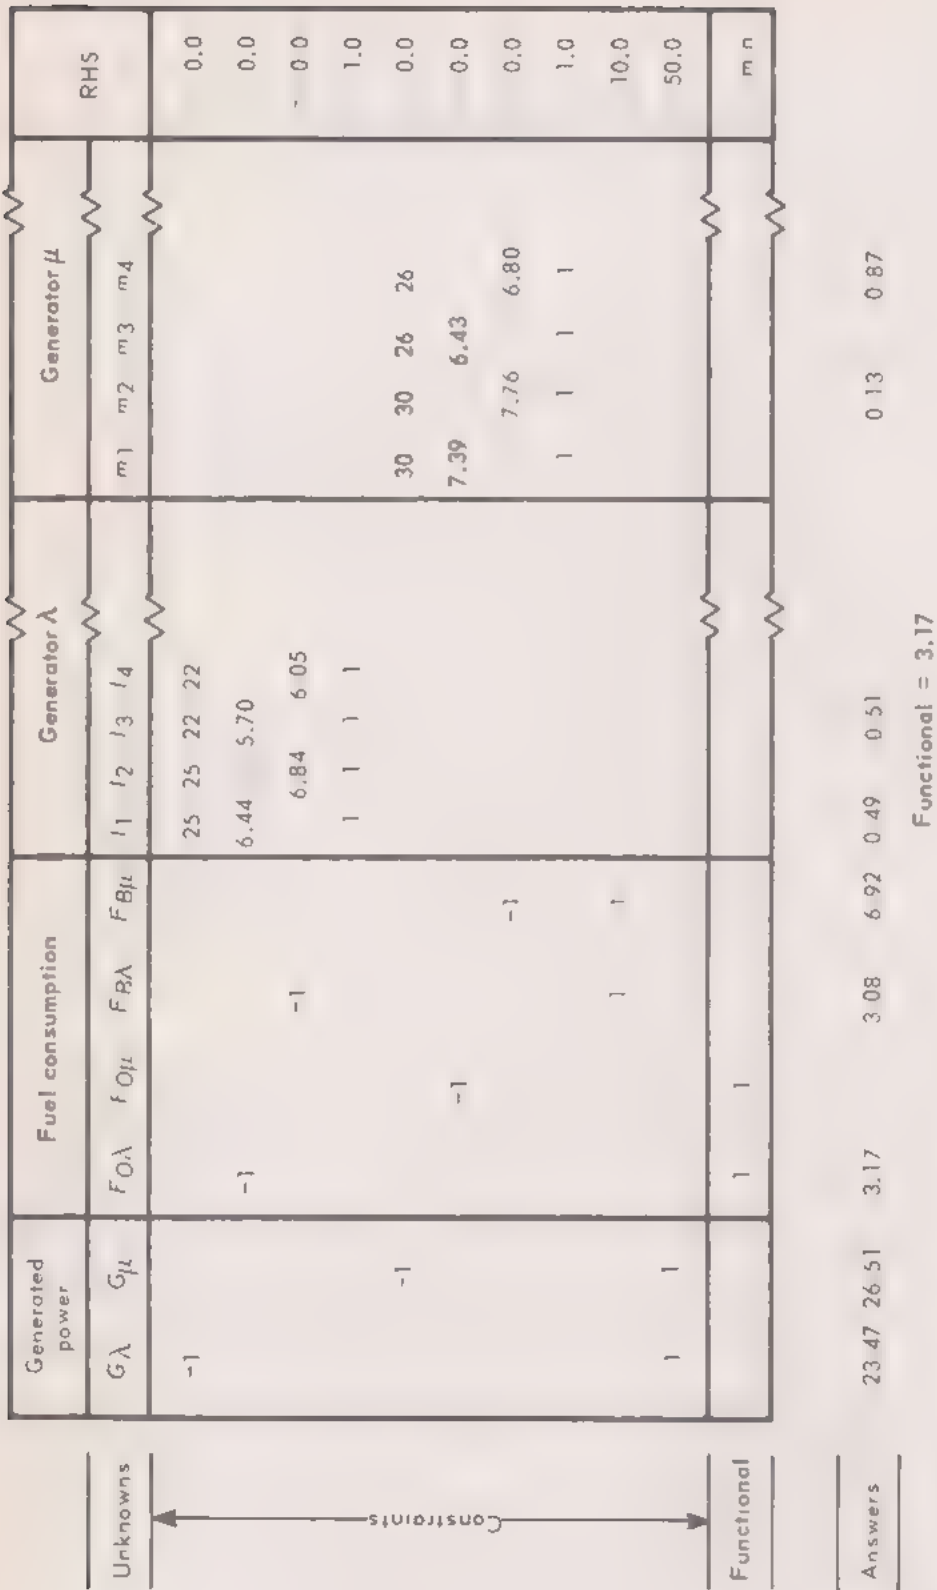 Generated power Fuel consumption Generator λ Generator μ RHS
Unknowns Gλ Gμ FOλ FOμ FBλ FBμ l1 l2 l3 l4 m1 m2 m3 m4
Constraints
-1 25 25 22 22 0.0
-1 6.44 5.70 0.0
-1 6.84 6 05 - 0 0
1 1 1 1 1.0
-1 30 30 26 26 0.0
-1 7.39 6.43 0.0
-1 7.76 6.80 0.0
1 1 1 1 1.0
1 1 10.0
1 1 50.0
Functional 1 1 m n
Answers 23 47 26 51 3.17 3 08 6 92 0 49 0 51 0 13 0 87
Functional = 3.17